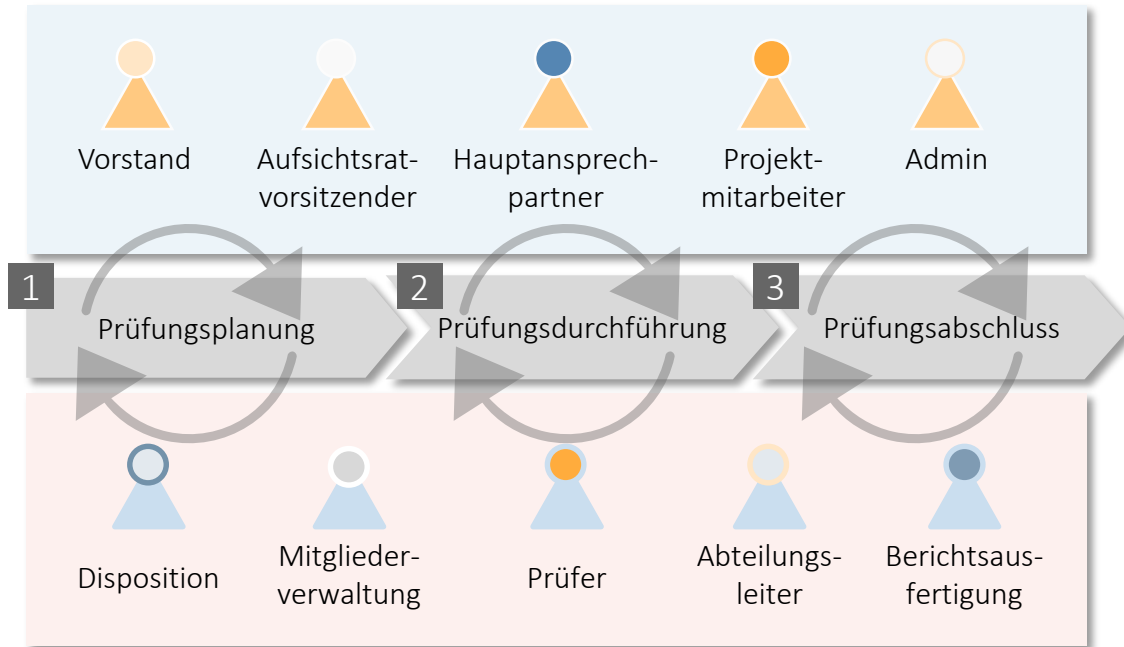 Vorstand
Aufsichtsrat-
vorsitzender
Hauptansprech-
partner
Projekt-
mitarbeiter
Admin
1
Prüfungsplanung
2
Prüfungsdurchführung
3
Prüfungsabschluss
Disposition
Mitglieder-
verwaltung
Prüfer
Abteilungs-
leiter
Berichtsaus-
fertigung